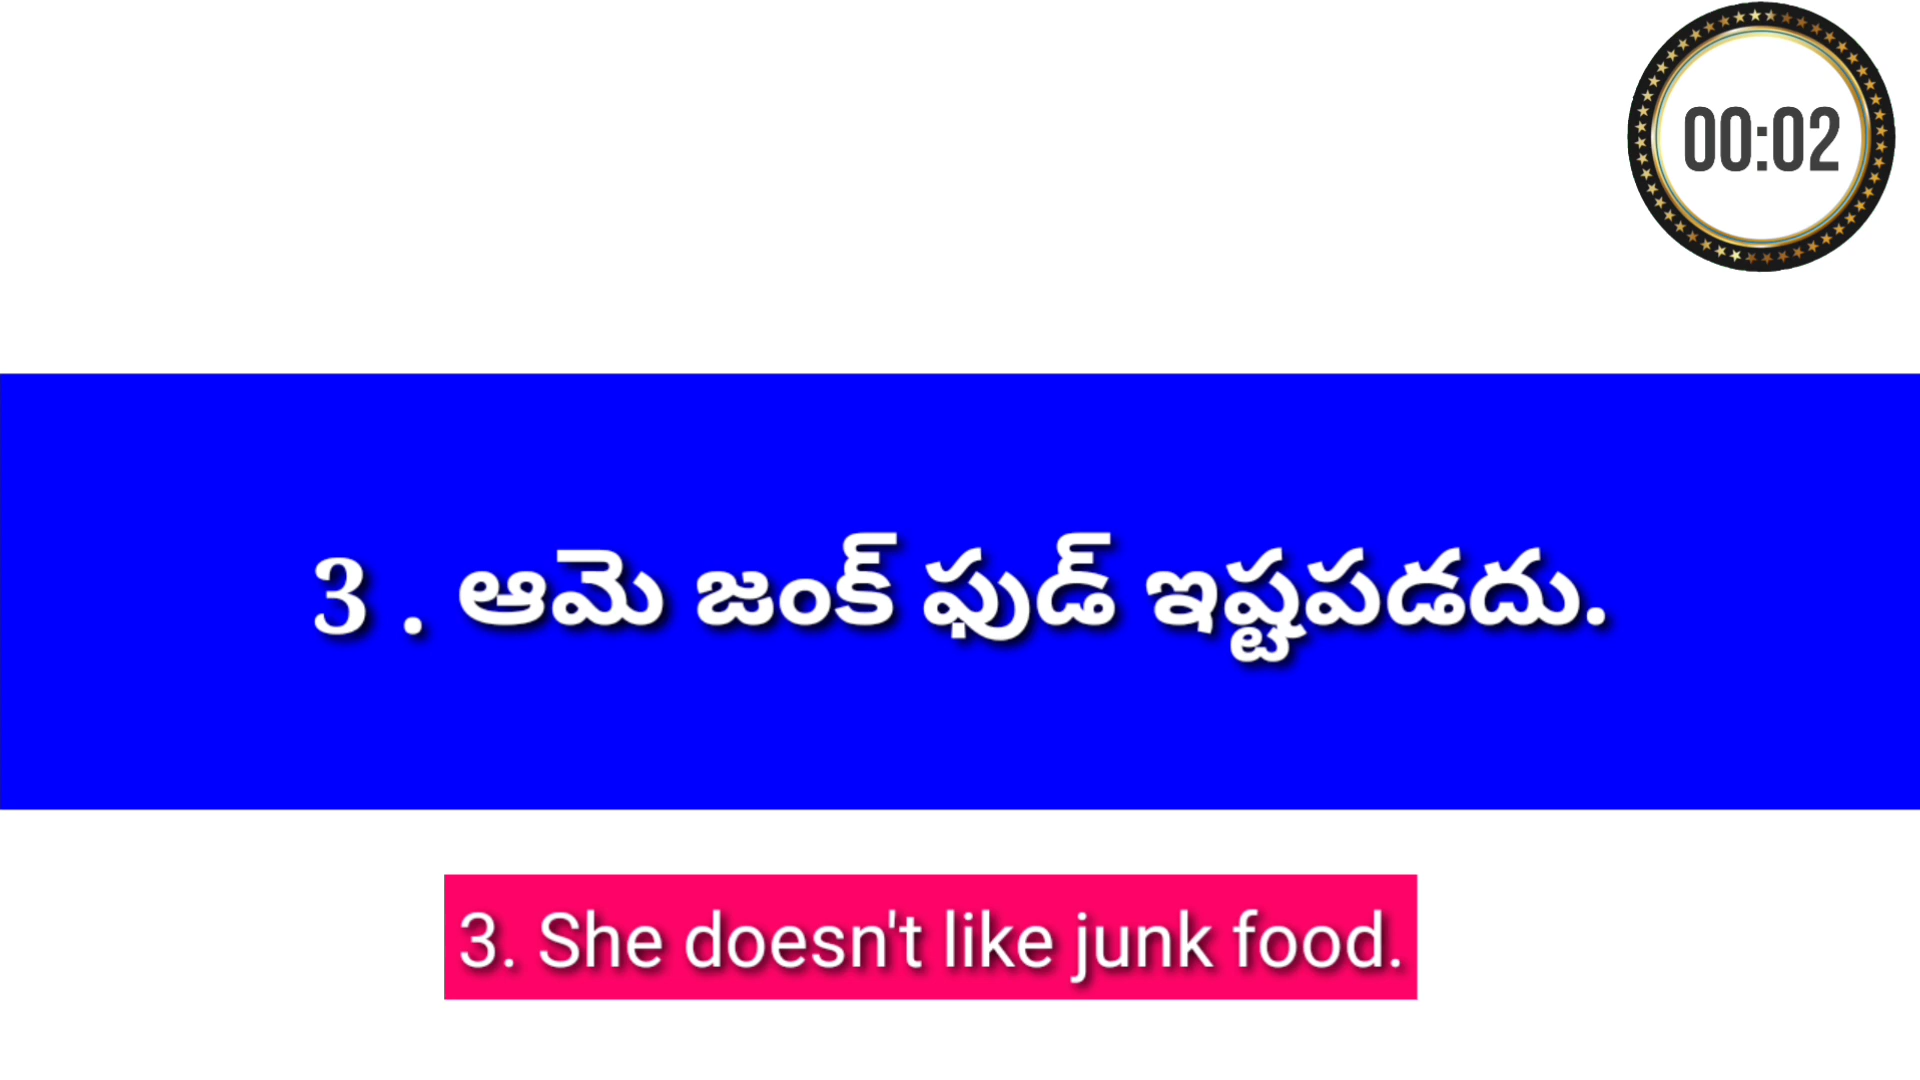 00:02
3 . ఆమె జంక్ ఫుడ్ ఇష్టపడదు.
3. She doesn't like junk food.